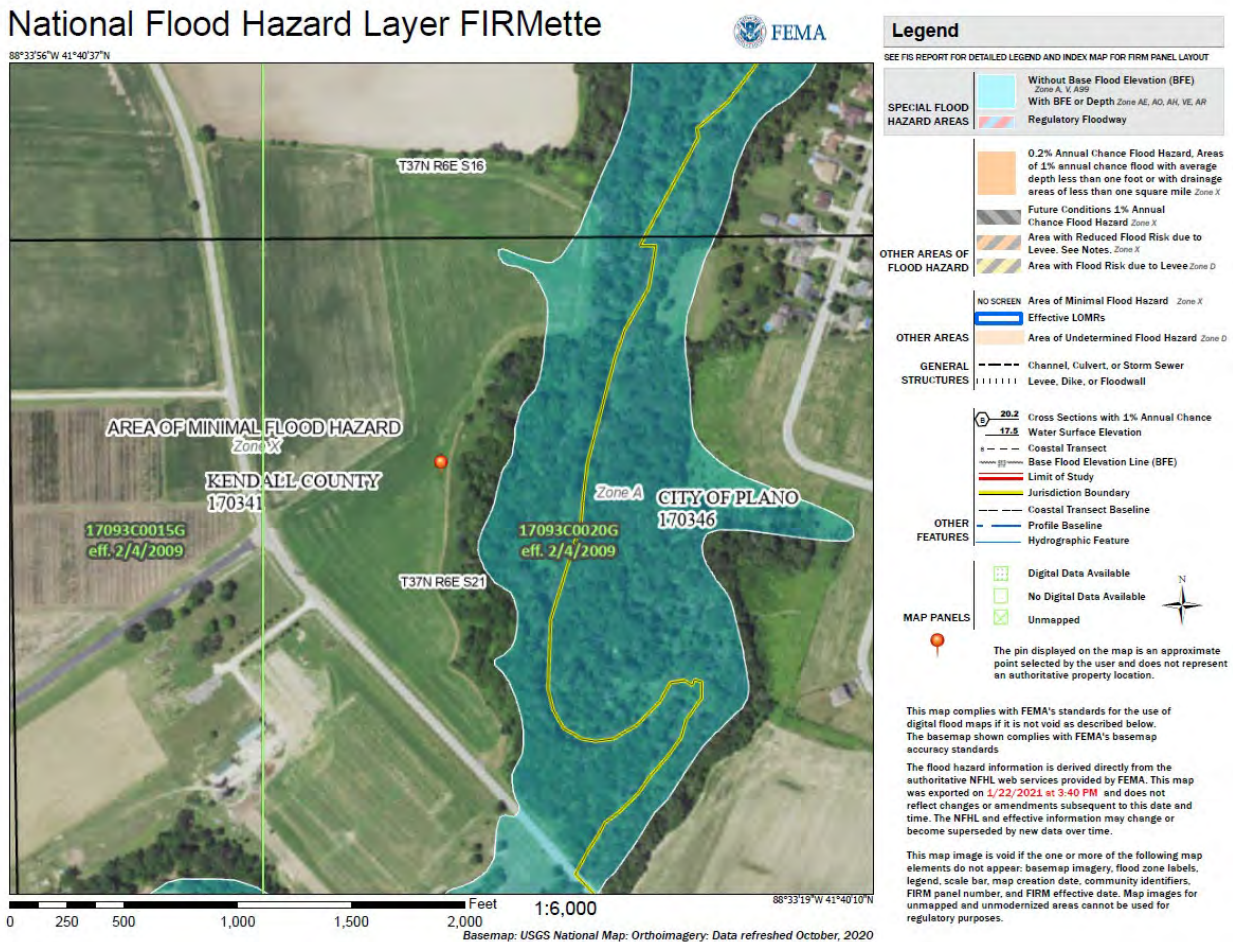 National Flood Hazard Layer FIRMette
FEMA
88°33'56"W 41°40'37"N
T37N R6E S16
AREA OF MINIMAL FLOOD HAZARD
Zone X
KENDALL COUNTY
170341
17093C0015G
eff. 2/4/2009
Zone A
CITY OF PLANO
170346
17093C0020G
eff. 2/4/2009
T37N R6E S21
88°33'19"W 41°40'10"N
Feet
1:6,000
0 250 500 1,000 1,500 2,000
Basemap: USGS National Map: Orthoimagery: Data refreshed October, 2020
Legend
SEE FIS REPORT FOR DETAILED LEGEND AND INDEX MAP FOR FIRM PANEL LAYOUT
SPECIAL FLOOD
HAZARD AREAS
Without Base Flood Elevation (BFE)
Zone A, V, A99
With BFE or Depth Zone AE, AO, AH, VE, AR
Regulatory Floodway
0.2% Annual Chance Flood Hazard, Areas
of 1% annual chance flood with average
depth less than one foot or with drainage
areas of less than one square mile Zone X
Future Conditions 1% Annual
Chance Flood Hazard Zone X
Area with Reduced Flood Risk due to
Levee. See Notes. Zone X
Area with Flood Risk due to Levee Zone D
OTHER AREAS OF
FLOOD HAZARD
NO SCREEN Area of Minimal Flood Hazard Zone X
Effective LOMRs
OTHER AREAS
Area of Undetermined Flood Hazard Zone D
GENERAL
STRUCTURES
Channel, Culvert, or Storm Sewer
Levee, Dike, or Floodwall
B 20.2 Cross Sections with 1% Annual Chance
17.5 Water Surface Elevation
8 Coastal Transect
513 Base Flood Elevation Line (BFE)
Limit of Study
Jurisdiction Boundary
Coastal Transect Baseline
OTHER
FEATURES
Profile Baseline
Hydrographic Feature
Digital Data Available
No Digital Data Available
Unmapped
MAP PANELS
N
The pin displayed on the map is an approximate
point selected by the user and does not represent
an authoritative property location.
This map complies with FEMA's standards for the use of
digital flood maps if it is not void as described below.
The basemap shown complies with FEMA's basemap
accuracy standards
The flood hazard information is derived directly from the
authoritative NFHL web services provided by FEMA. This map
was exported on 1/22/2021 at 3:40 PM and does not
reflect changes or amendments subsequent to this date and
time. The NFHL and effective information may change or
become superseded by new data over time.
This map image is void if the one or more of the following map
elements do not appear: basemap imagery, flood zone labels,
legend, scale bar, map creation date, community identifiers,
FIRM panel number, and FIRM effective date. Map images for
unmapped and unmodernized areas cannot be used for
regulatory purposes.